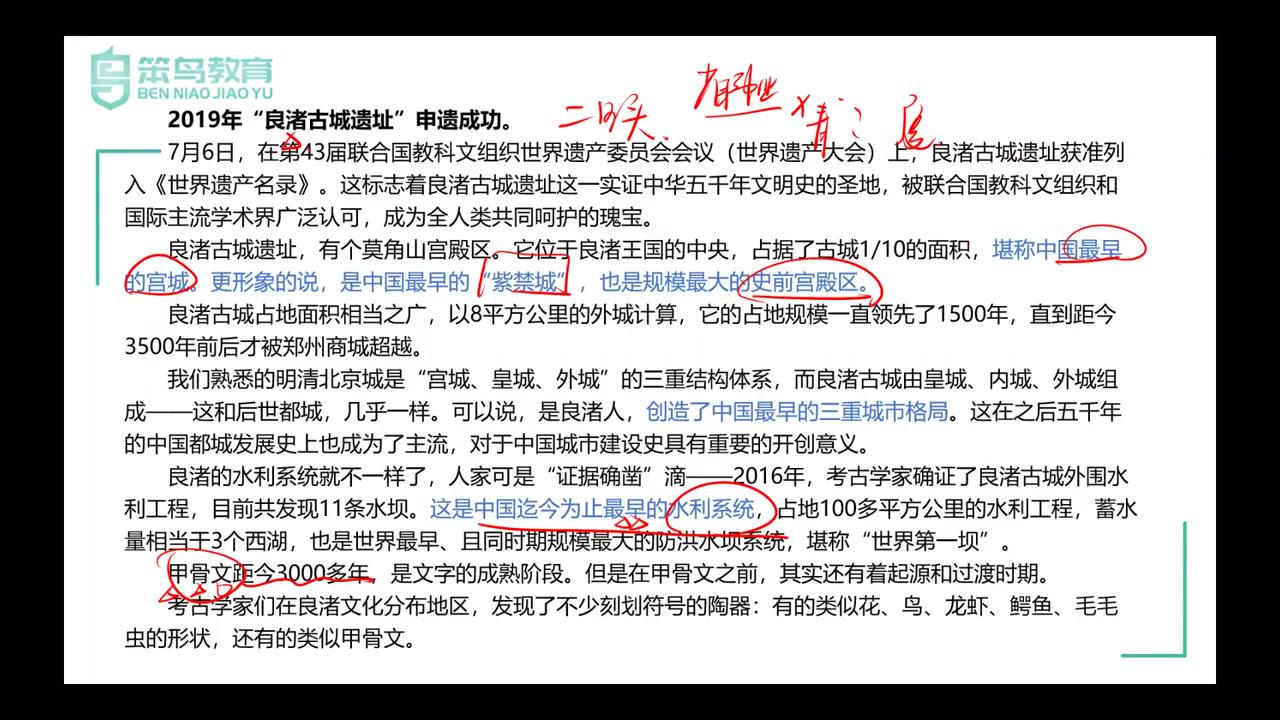 笨鸟教育
BEN NIAO JIAO YU
2019年“良渚古城遗址”申遗成功。
二
7月6日，在第43届联合国教科文组织世界遗产委员会会议（世界遗产大会）上，良渚古城遗址获准列
入《世界遗产名录》。这标志着良渚古城遗址这一实证中华五千年文明史的圣地，被联合国教科文组织和
国际主流学术界广泛认可，成为全人类共同呵护的瑰宝。
良渚古城遗址，有个莫角山宫殿区。它位于良渚王国的中央，占据了古城1/10的面积，堪称中国最早
的宫城。更形象的说，是中国最早的“紫禁城”，也是规模最大的史前宫殿区。
良渚古城占地面积相当之广，以8平方公里的外城计算，它的占地规模一直领先了1500年，直到距今
3500年前后才被郑州商城超越。
我们熟悉的明清北京城是“宫城、皇城、外城”的三重结构体系，而良渚古城由皇城、内城、外城组
成——这和后世都城，几乎一样。可以说，是良渚人，创造了中国最早的三重城市格局。这在之后五千年
的中国都城发展史上也成为了主流，对于中国城市建设史具有重要的开创意义。
良渚的水利系统就不一样了，人家可是“证据确凿”滴——2016年，考古学家确证了良渚古城外围水
利工程，目前共发现11条水坝。这是中国迄今为止最早的水利系统，占地100多平方公里的水利工程，蓄水
量相当于3个西湖，也是世界最早、且同时期规模最大的防洪水坝系统，堪称“世界第一坝”。
甲骨文距今3000多年，是文字的成熟阶段。但是在甲骨文之前，其实还有着起源和过渡时期。
考古学家们在良渚文化分布地区，发现了不少刻划符号的陶器：有的类似花、鸟、龙虾、鳄鱼、毛毛
虫的形状，还有的类似甲骨文。